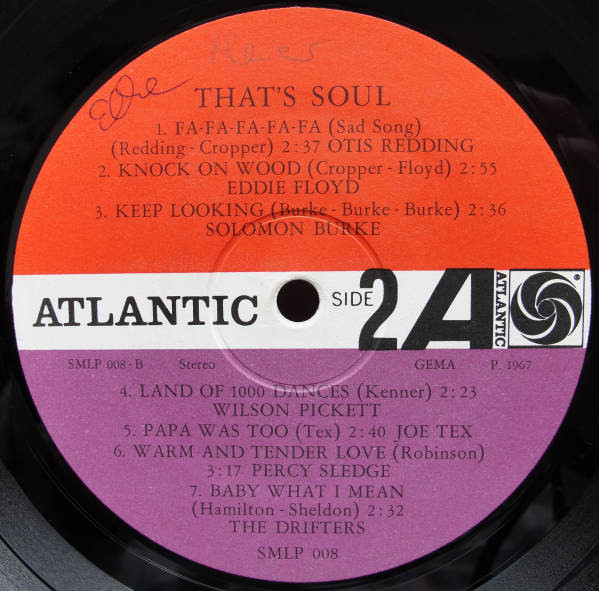 THAT'S SOUL
1. FA-FA-FA-FA-FA (Sad Song)
(Redding - Cropper) 2:37 OTIS REDDING
2. KNOCK ON WOOD (Cropper - Floyd) 2:55
EDDIE FLOYD
3. KEEP LOOKING (Burke - Burke - Burke) 2:36
SOLOMON BURKE
ATLANTIC SIDE 2 A ATLANTIC ®
SMLP 008-B Stereo GEMA P. 1967
4. LAND OF 1000 DANCES (Kenner) 2:23
WILSON PICKETT
5. PAPA WAS TOO (Tex) 2:40 JOE TEX
6. WARM AND TENDER LOVE (Robinson)
3:17 PERCY SLEDGE
7. BABY WHAT I MEAN
(Hamilton - Sheldon) 2:32
THE DRIFTERS
SMLP 008